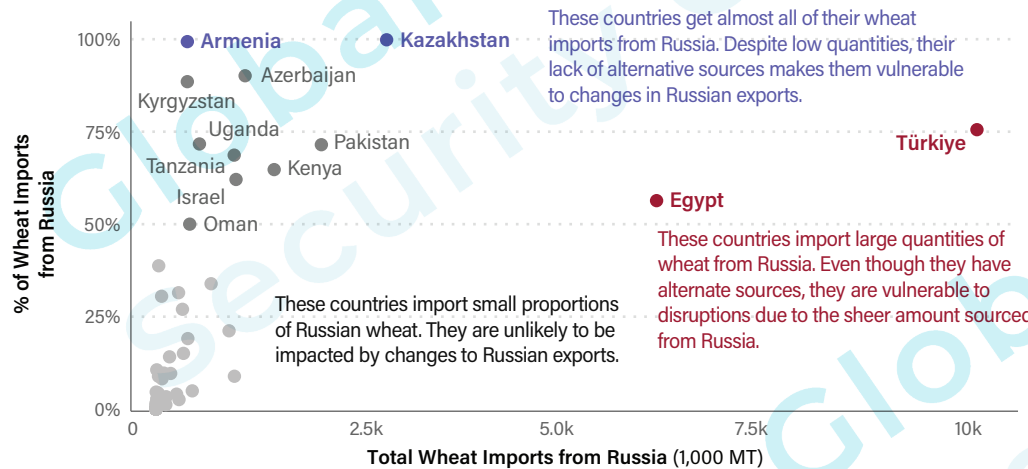 These countries get almost all of their wheat
imports from Russia. Despite low quantities, their
lack of alternative sources makes them vulnerable
to changes in Russian exports.
100%
Armenia
Kazakhstan
Azerbaijan
Kyrgyzstan
75%
Uganda
Pakistan
Türkiye
Tanzania
Kenya
Israel
Egypt
50%
Oman
% of Wheat Imports
from Russia
These countries import large quantities of
wheat from Russia. Even though they have
alternate sources, they are vulnerable to
disruptions due to the sheer amount sourced
from Russia.
These countries import small proportions
of Russian wheat. They are unlikely to be
impacted by changes to Russian exports.
25%
0%
0
2.5k
5.0k
7.5k
10k
Total Wheat Imports from Russia (1,000 MT)
Global
Security
Glob